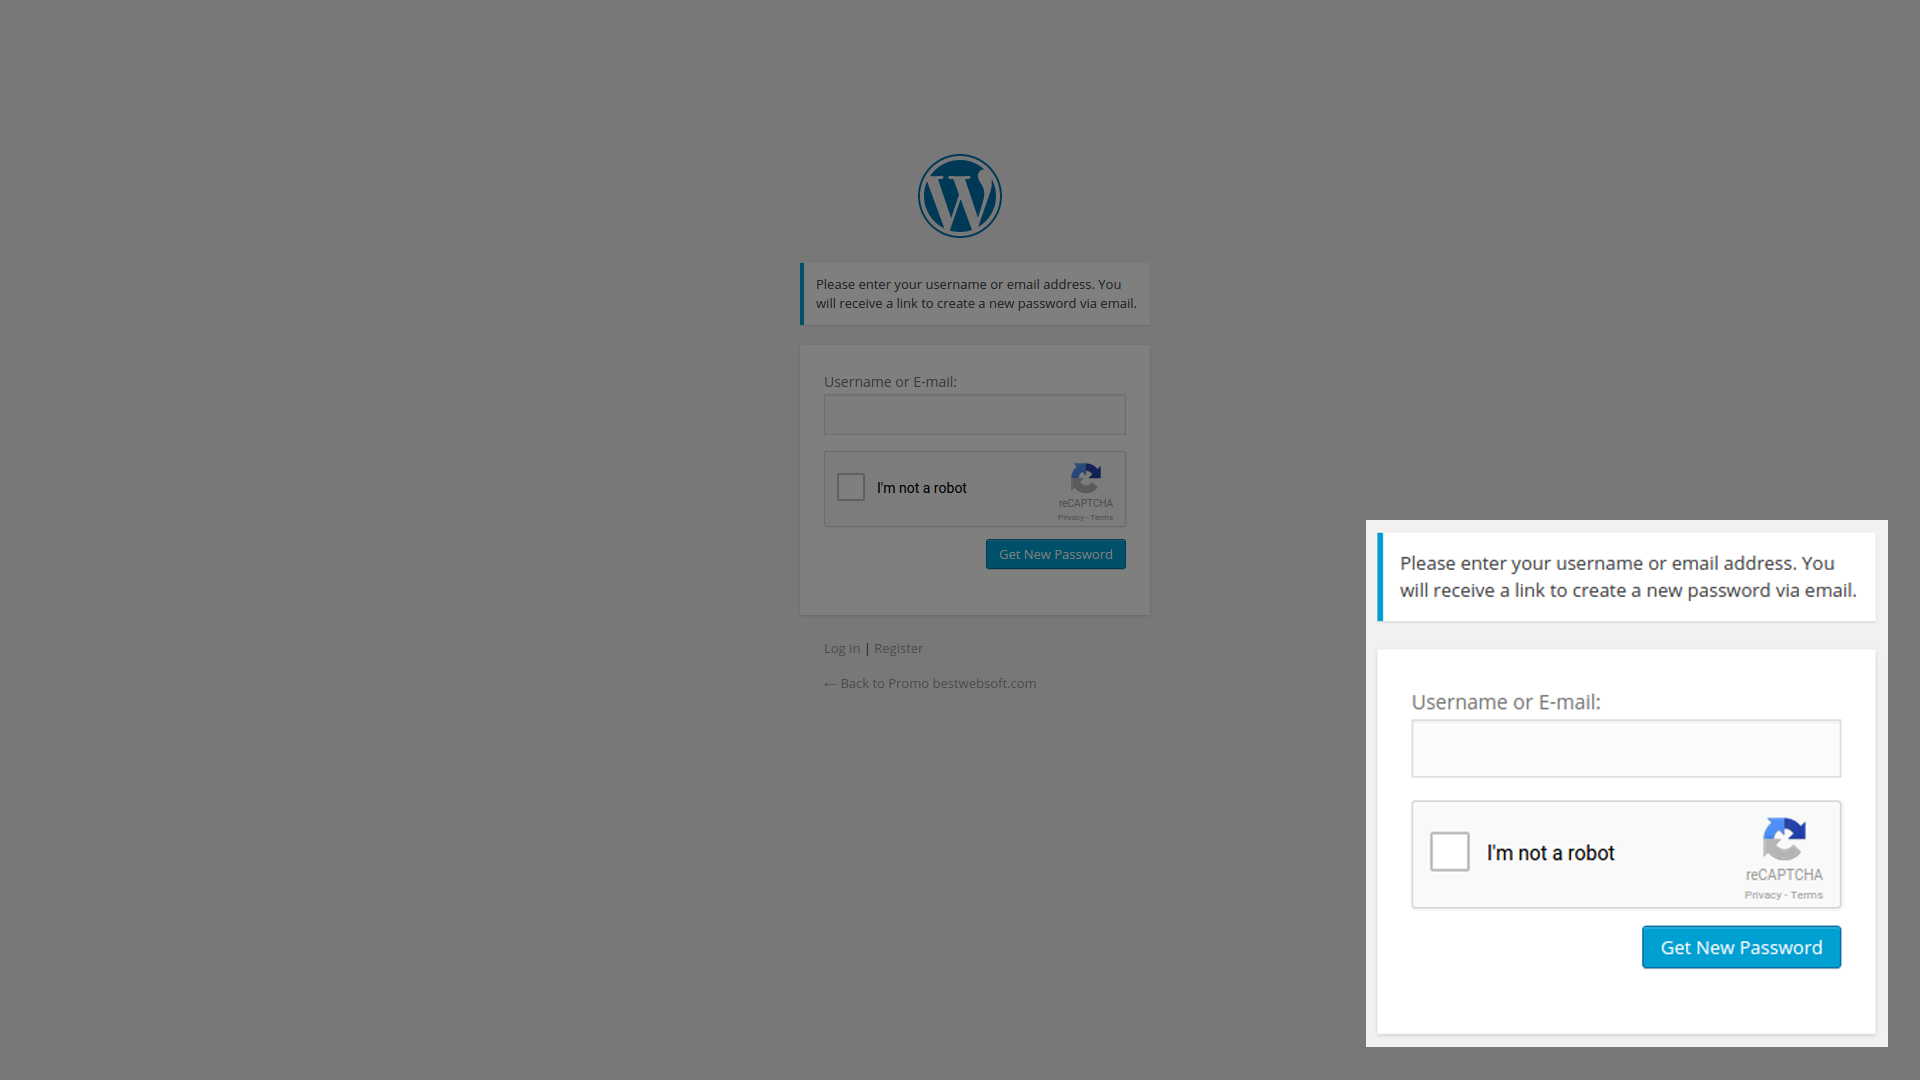 Please enter your username or email address. You
will receive a link to create a new password via email.
Username or E-mail:
I'm not a robot
reCAPTCHA
Privacy - Terms
Get New Password
Log in | Register
← Back to Promo bestwebsoft.com
Please enter your username or email address. You
will receive a link to create a new password via email.
Username or E-mail:
I'm not a robot
reCAPTCHA
Privacy - Terms
Get New Password